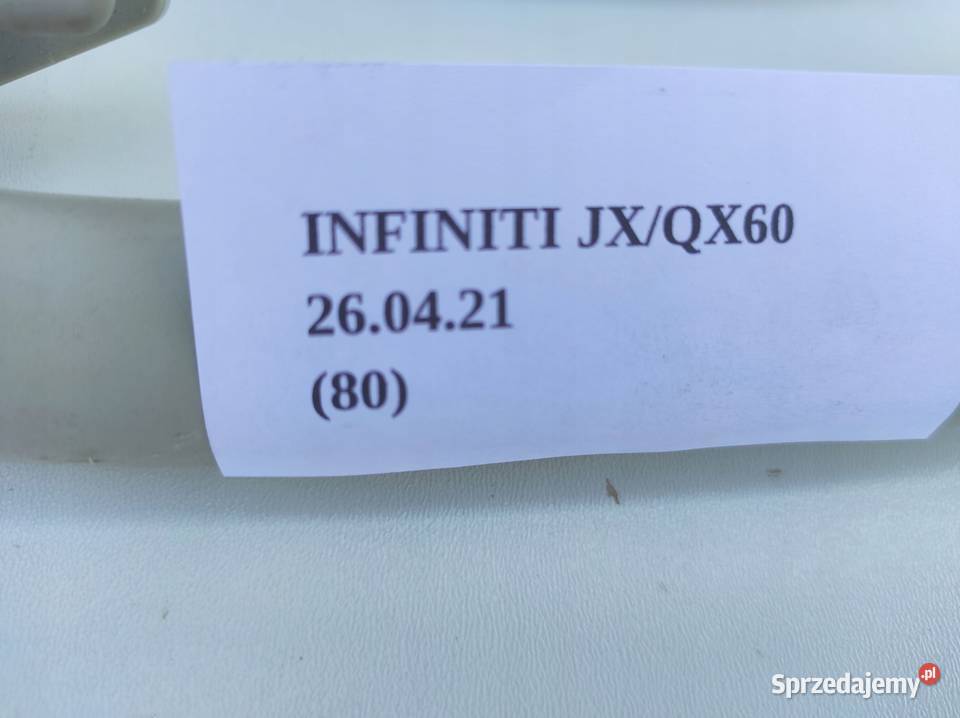 INFINITI JX/QX60
26.04.21
(80)
Sprzedajemy.pl